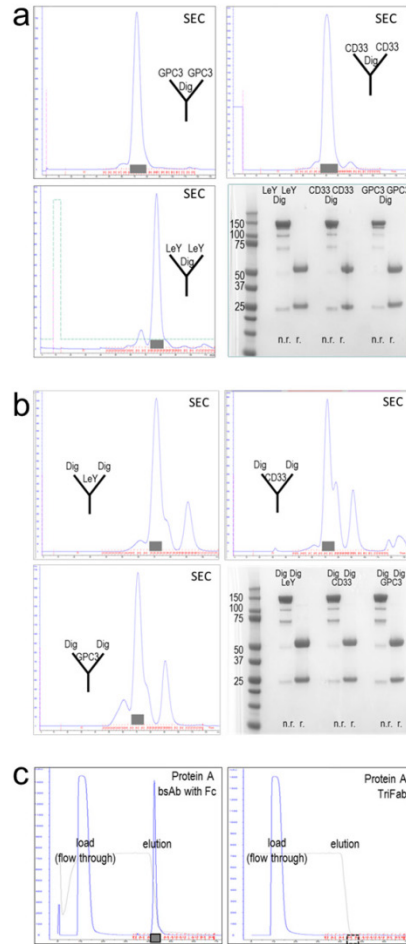 a
SEC
GPC3 GPC3
Dig
SEC
CD33 CD33
Dig
SEC
LeY LeY
Dig
LeY LeY CD33 CD33 GPC3 GPC3
Dig Dig Dig
150
100
75
50
37
25
n.r. r. n.r. r. n.r. r.
b
SEC
Dig Dig
LeY
SEC
Dig Dig
CD33
SEC
Dig Dig
GPC3
Dig Dig Dig Dig Dig Dig
LeY CD33 GPC3
150
100
75
50
37
25
n.r. r. n.r. r. n.r. r.
c
Protein A
bsAb with Fc
load
(flow through)
elution
Protein A
TriFab
load
(flow through)
elution